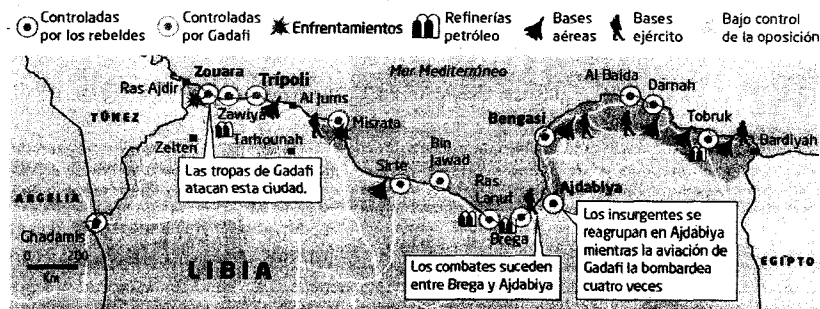 Controladas
por los rebeldes
Controladas
por Gadafi
Enfrentamientos
Refinerías
petróleo
Bases
aéreas
Bases
ejército
Bajo control
de la oposición
Mar Mediterráneo
Ras Ajdir
Zouara
Trípoli
Al Jums
Zawiya
Misrata
TÚNEZ
Zelten
Tarhounah
Las tropas de Gadafi
atacan esta ciudad.
Sirte
Bin
Jawad
Ras
Lanuf
Brega
Bengasi
Al Baida
Darnah
Tobruk
Bardiyah
Ajdabiya
ARGELIA
Ghadamis
0 200
Km
LIBIA
Los combates suceden
entre Brega y Ajdabiya
Los insurgentes se
reagrupan en Ajdabiya
mientras la aviación de
Gadafi la bombardea
cuatro veces
EGIPTO